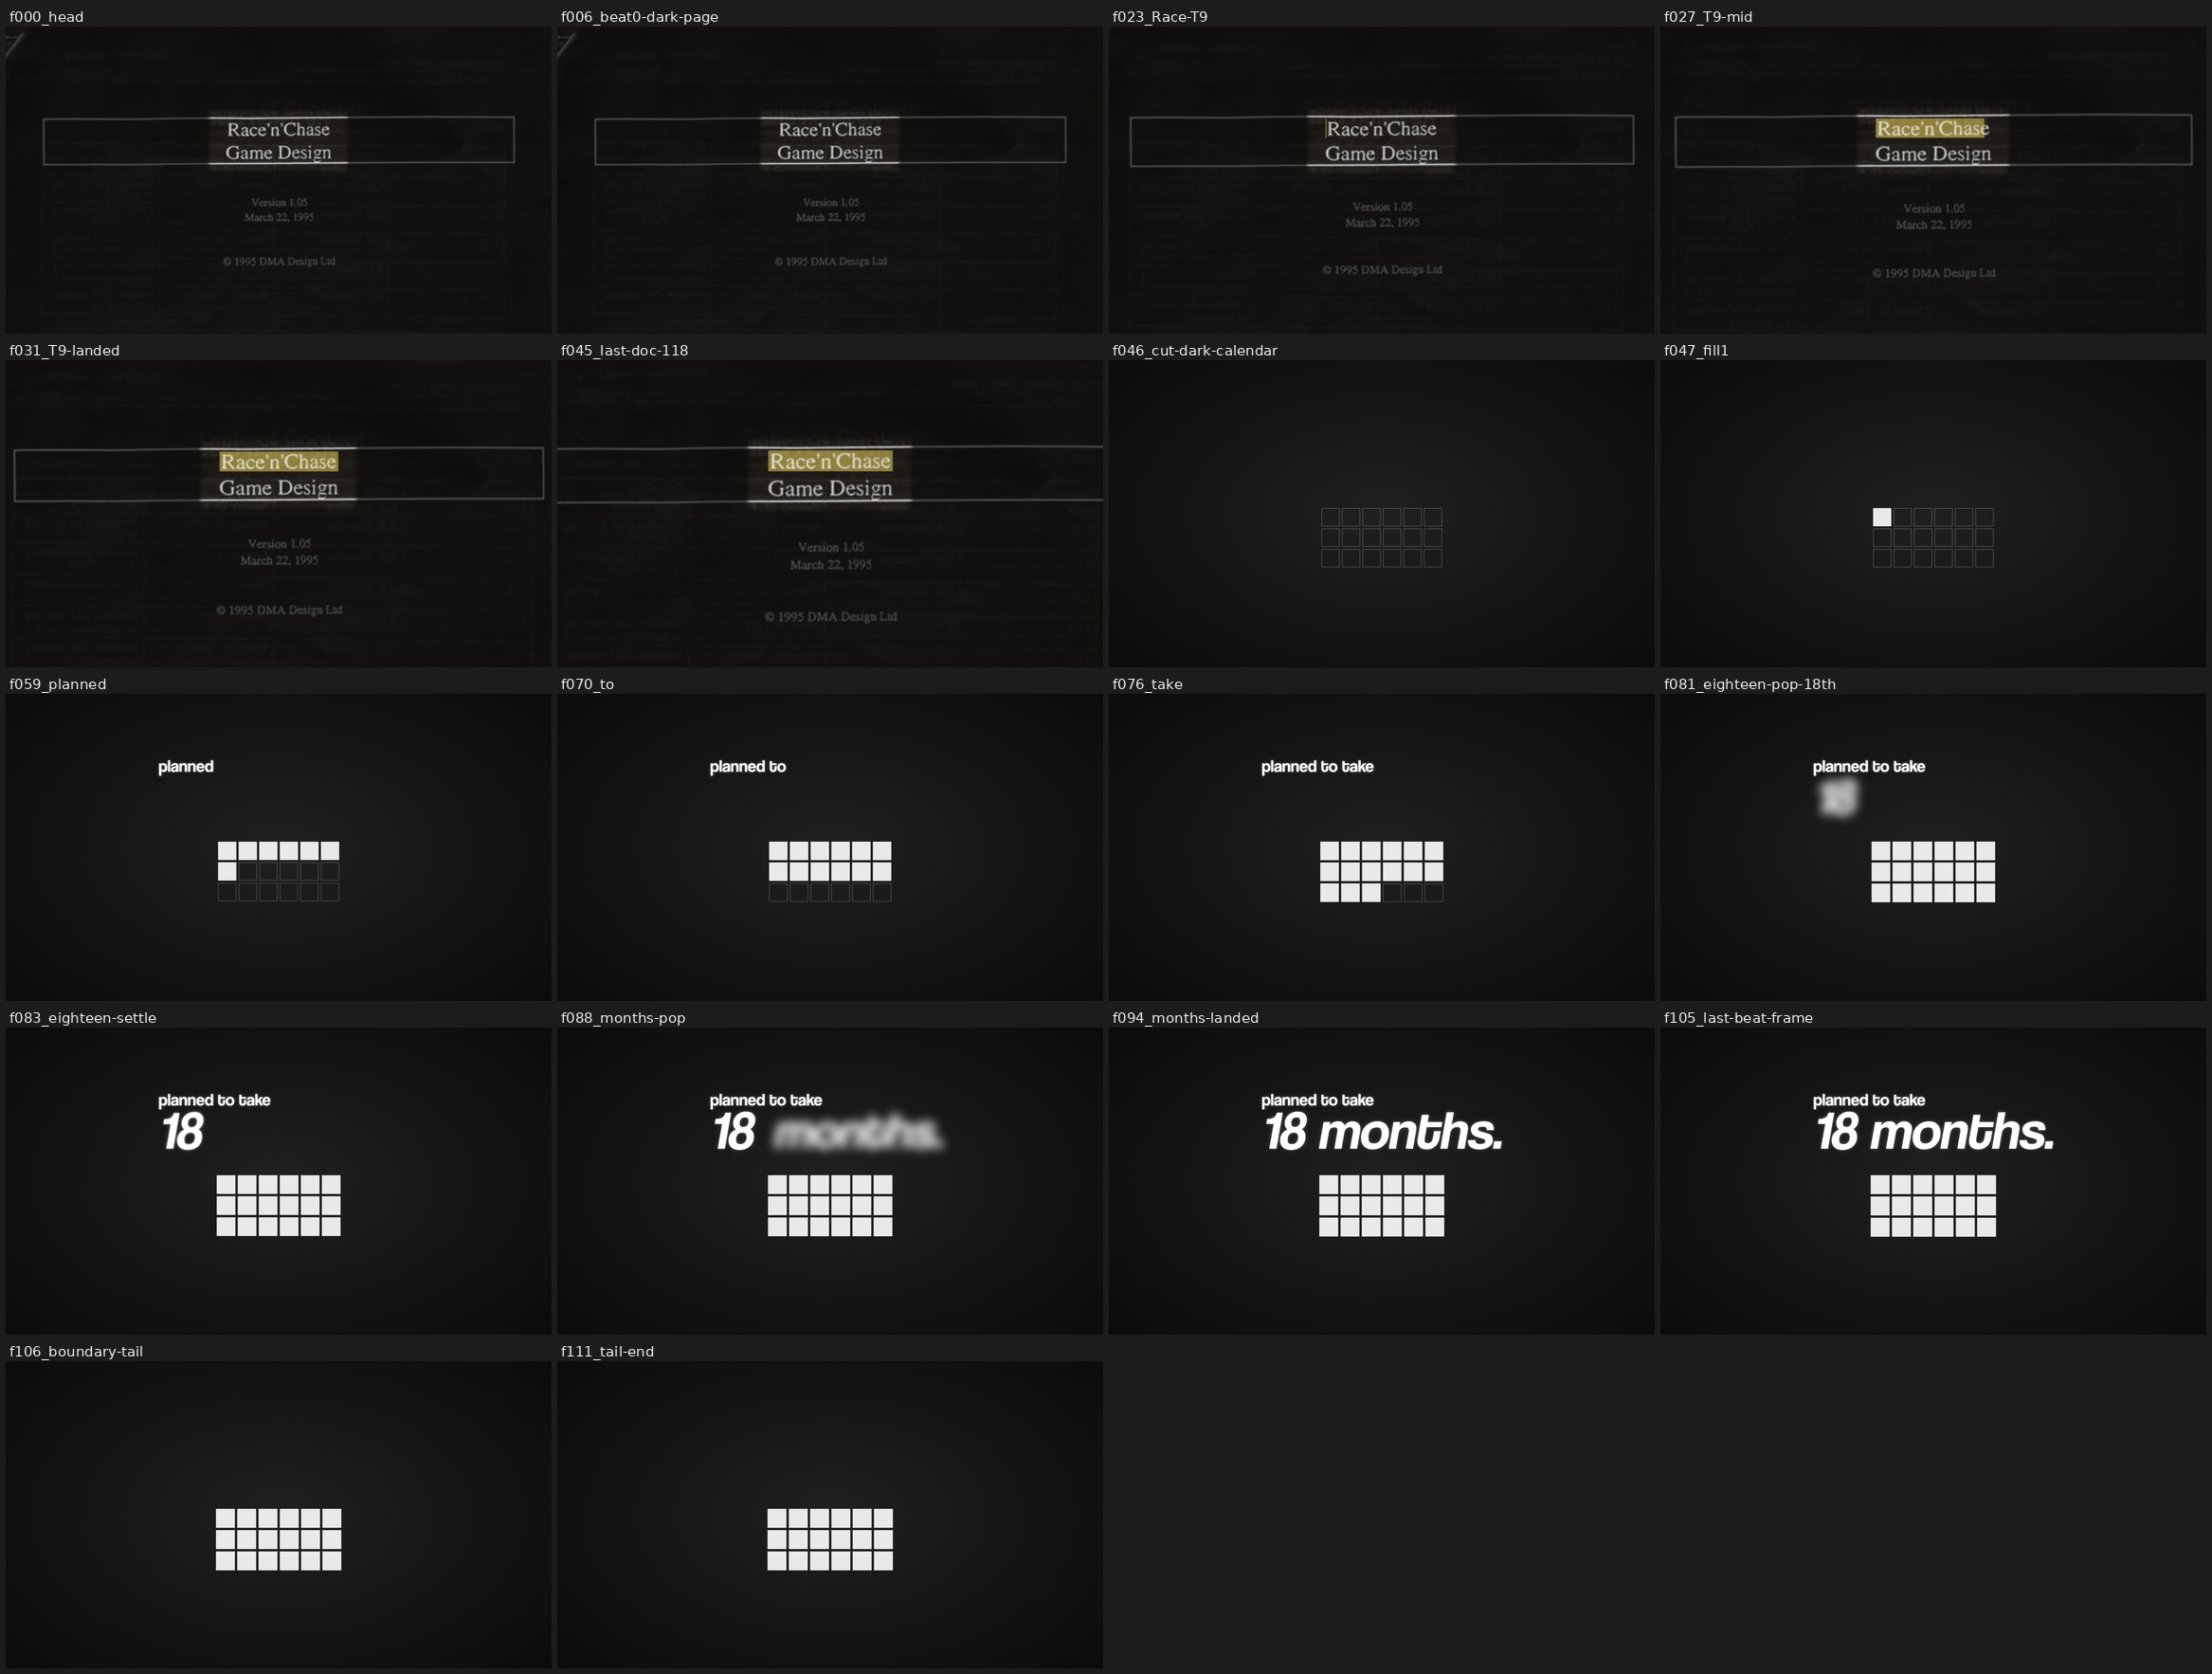 f000_head
Race'n'Chase
Game Design
Version 1.05
March 22, 1995
© 1995 DMA Design Ltd
f006_beat0-dark-page
Race'n'Chase
Game Design
Version 1.05
March 22, 1995
© 1995 DMA Design Ltd
f023_Race-T9
Race'n'Chase
Game Design
Version 1.05
March 22, 1995
© 1995 DMA Design Ltd
f027_T9-mid
Race'n'Chase
Game Design
Version 1.05
March 22, 1995
© 1995 DMA Design Ltd
f031_T9-landed
Race'n'Chase
Game Design
Version 1.05
March 22, 1995
© 1995 DMA Design Ltd
f045_last-doc-118
Race'n'Chase
Game Design
Version 1.05
March 22, 1995
© 1995 DMA Design Ltd
f046_cut-dark-calendar
f047_fill1
f059_planned
planned
f070_to
planned to
f076_take
planned to take
f081_eighteen-pop-18th
planned to take
18
f083_eighteen-settle
planned to take
18
f088_months-pop
planned to take
18 months.
f094_months-landed
planned to take
18 months.
f105_last-beat-frame
planned to take
18 months.
f106_boundary-tail
f111_tail-end